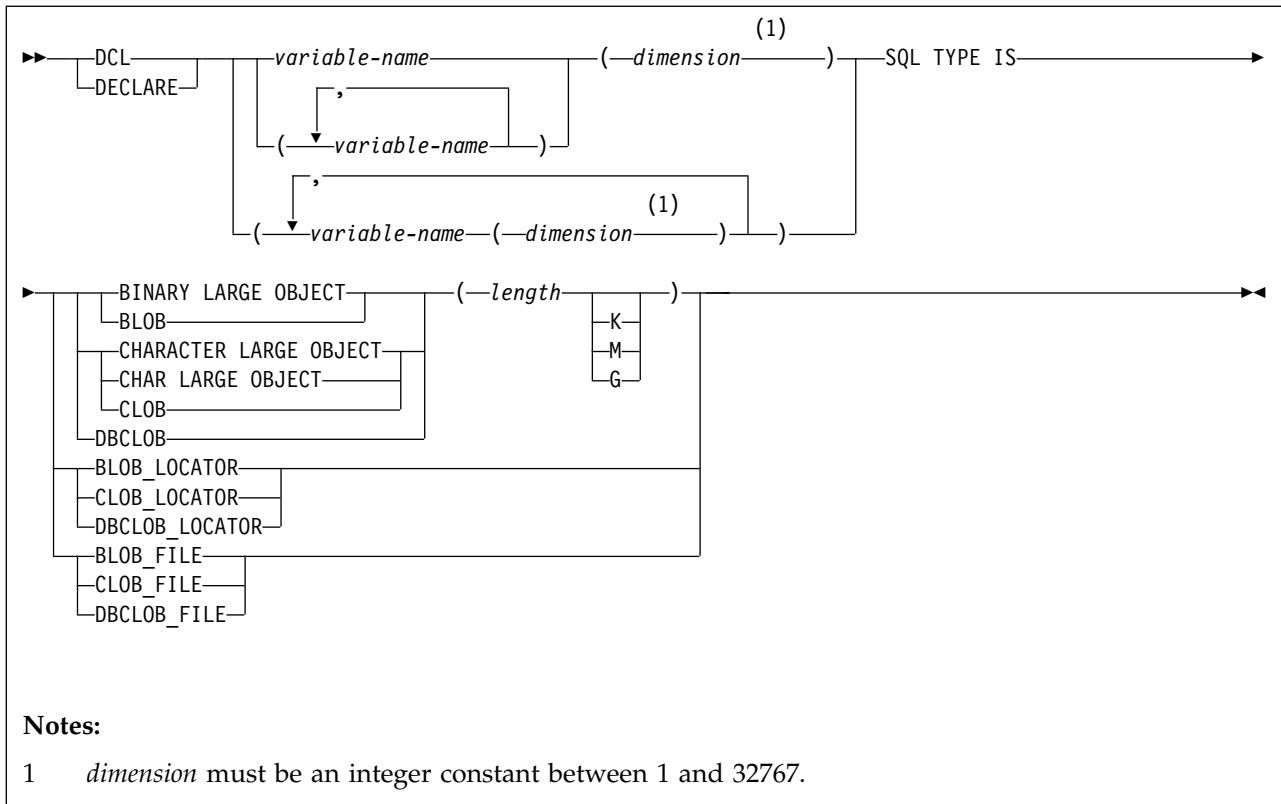 (1)
DCL variable-name ( dimension ) SQL TYPE IS
DECLARE
,
( variable-name )
,
(1)
( variable-name ( dimension ) )
BINARY LARGE OBJECT ( length )
BLOB K
CHARACTER LARGE OBJECT M
CHAR LARGE OBJECT G
CLOB
DBCLOB
BLOB_LOCATOR
CLOB_LOCATOR
DBCLOB_LOCATOR
BLOB_FILE
CLOB_FILE
DBCLOB_FILE
Notes:
1 dimension must be an integer constant between 1 and 32767.